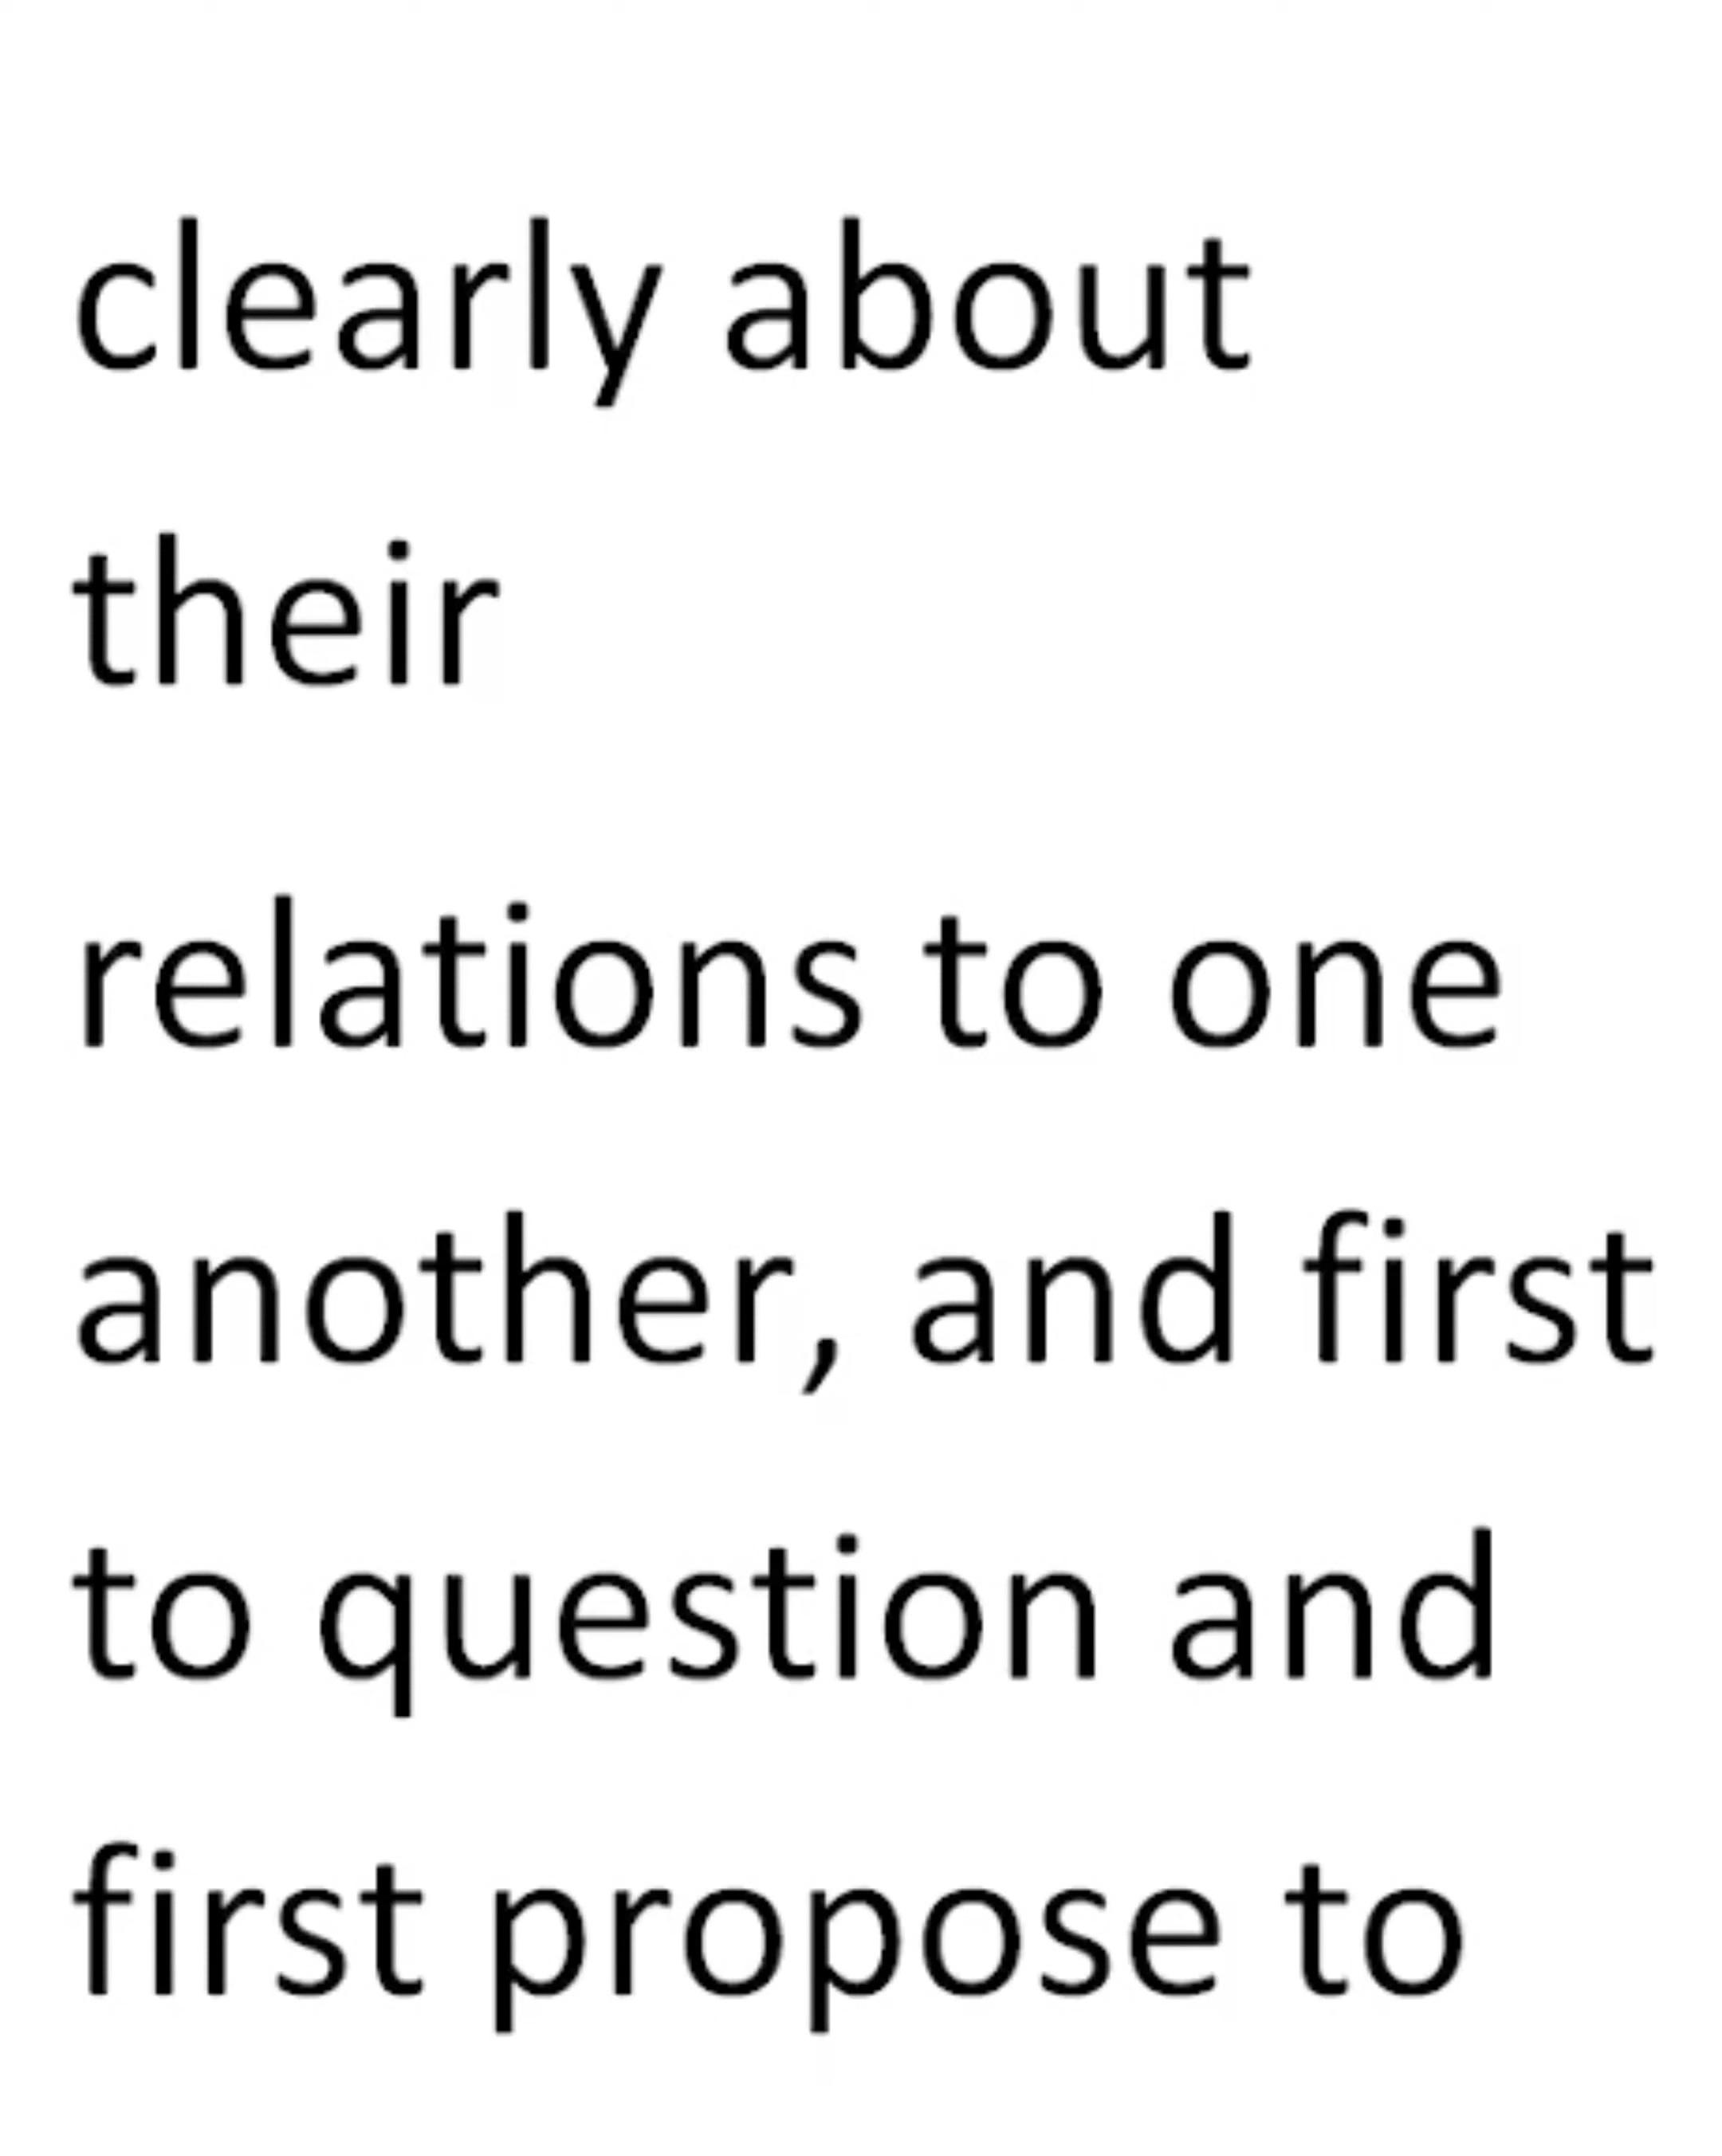 clearly about
their
relations to one
another, and first
to question and
first propose to